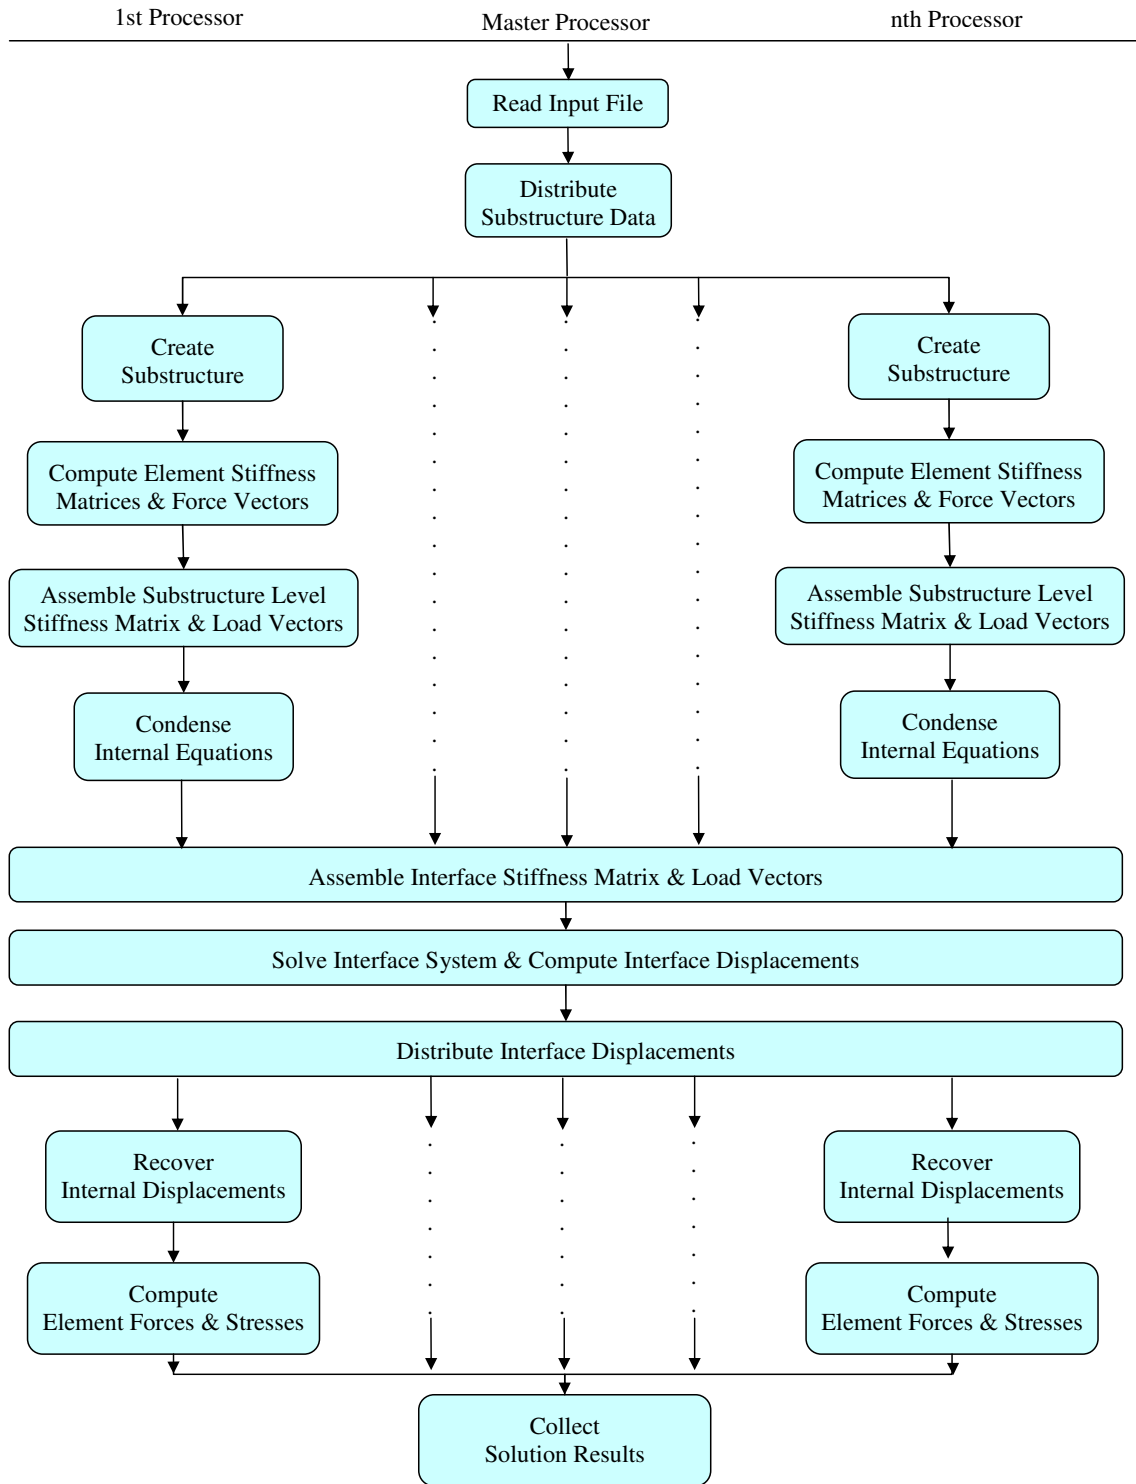 1st Processor
Master Processor
nth Processor
Read Input File
Distribute
Substructure Data
Create
Substructure
Create
Substructure
Compute Element Stiffness
Matrices & Force Vectors
Compute Element Stiffness
Matrices & Force Vectors
Assemble Substructure Level
Stiffness Matrix & Load Vectors
Assemble Substructure Level
Stiffness Matrix & Load Vectors
Condense
Internal Equations
Condense
Internal Equations
Assemble Interface Stiffness Matrix & Load Vectors
Solve Interface System & Compute Interface Displacements
Distribute Interface Displacements
Recover
Internal Displacements
Recover
Internal Displacements
Compute
Element Forces & Stresses
Compute
Element Forces & Stresses
Collect
Solution Results